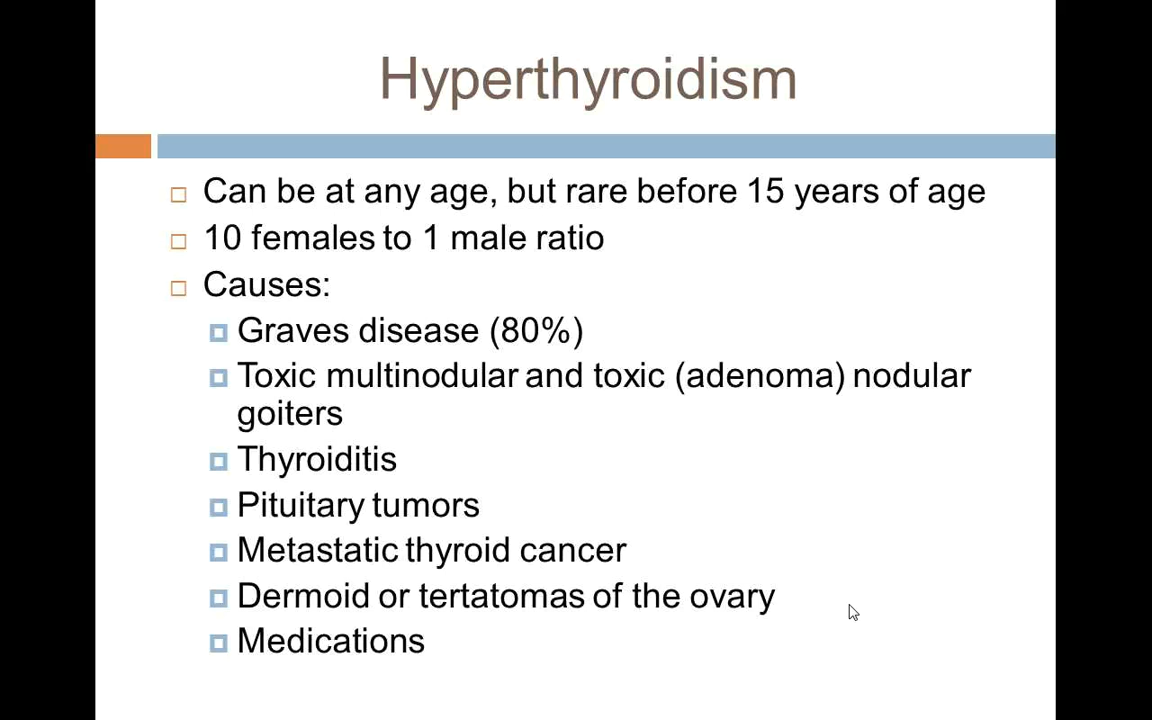 Hyperthyroidism
Can be at any age, but rare before 15 years of age
10 females to 1 male ratio
Causes:
Graves disease (80%)
Toxic multinodular and toxic (adenoma) nodular
goiters
Thyroiditis
Pituitary tumors
Metastatic thyroid cancer
Dermoid or tertatomas of the ovary
Medications